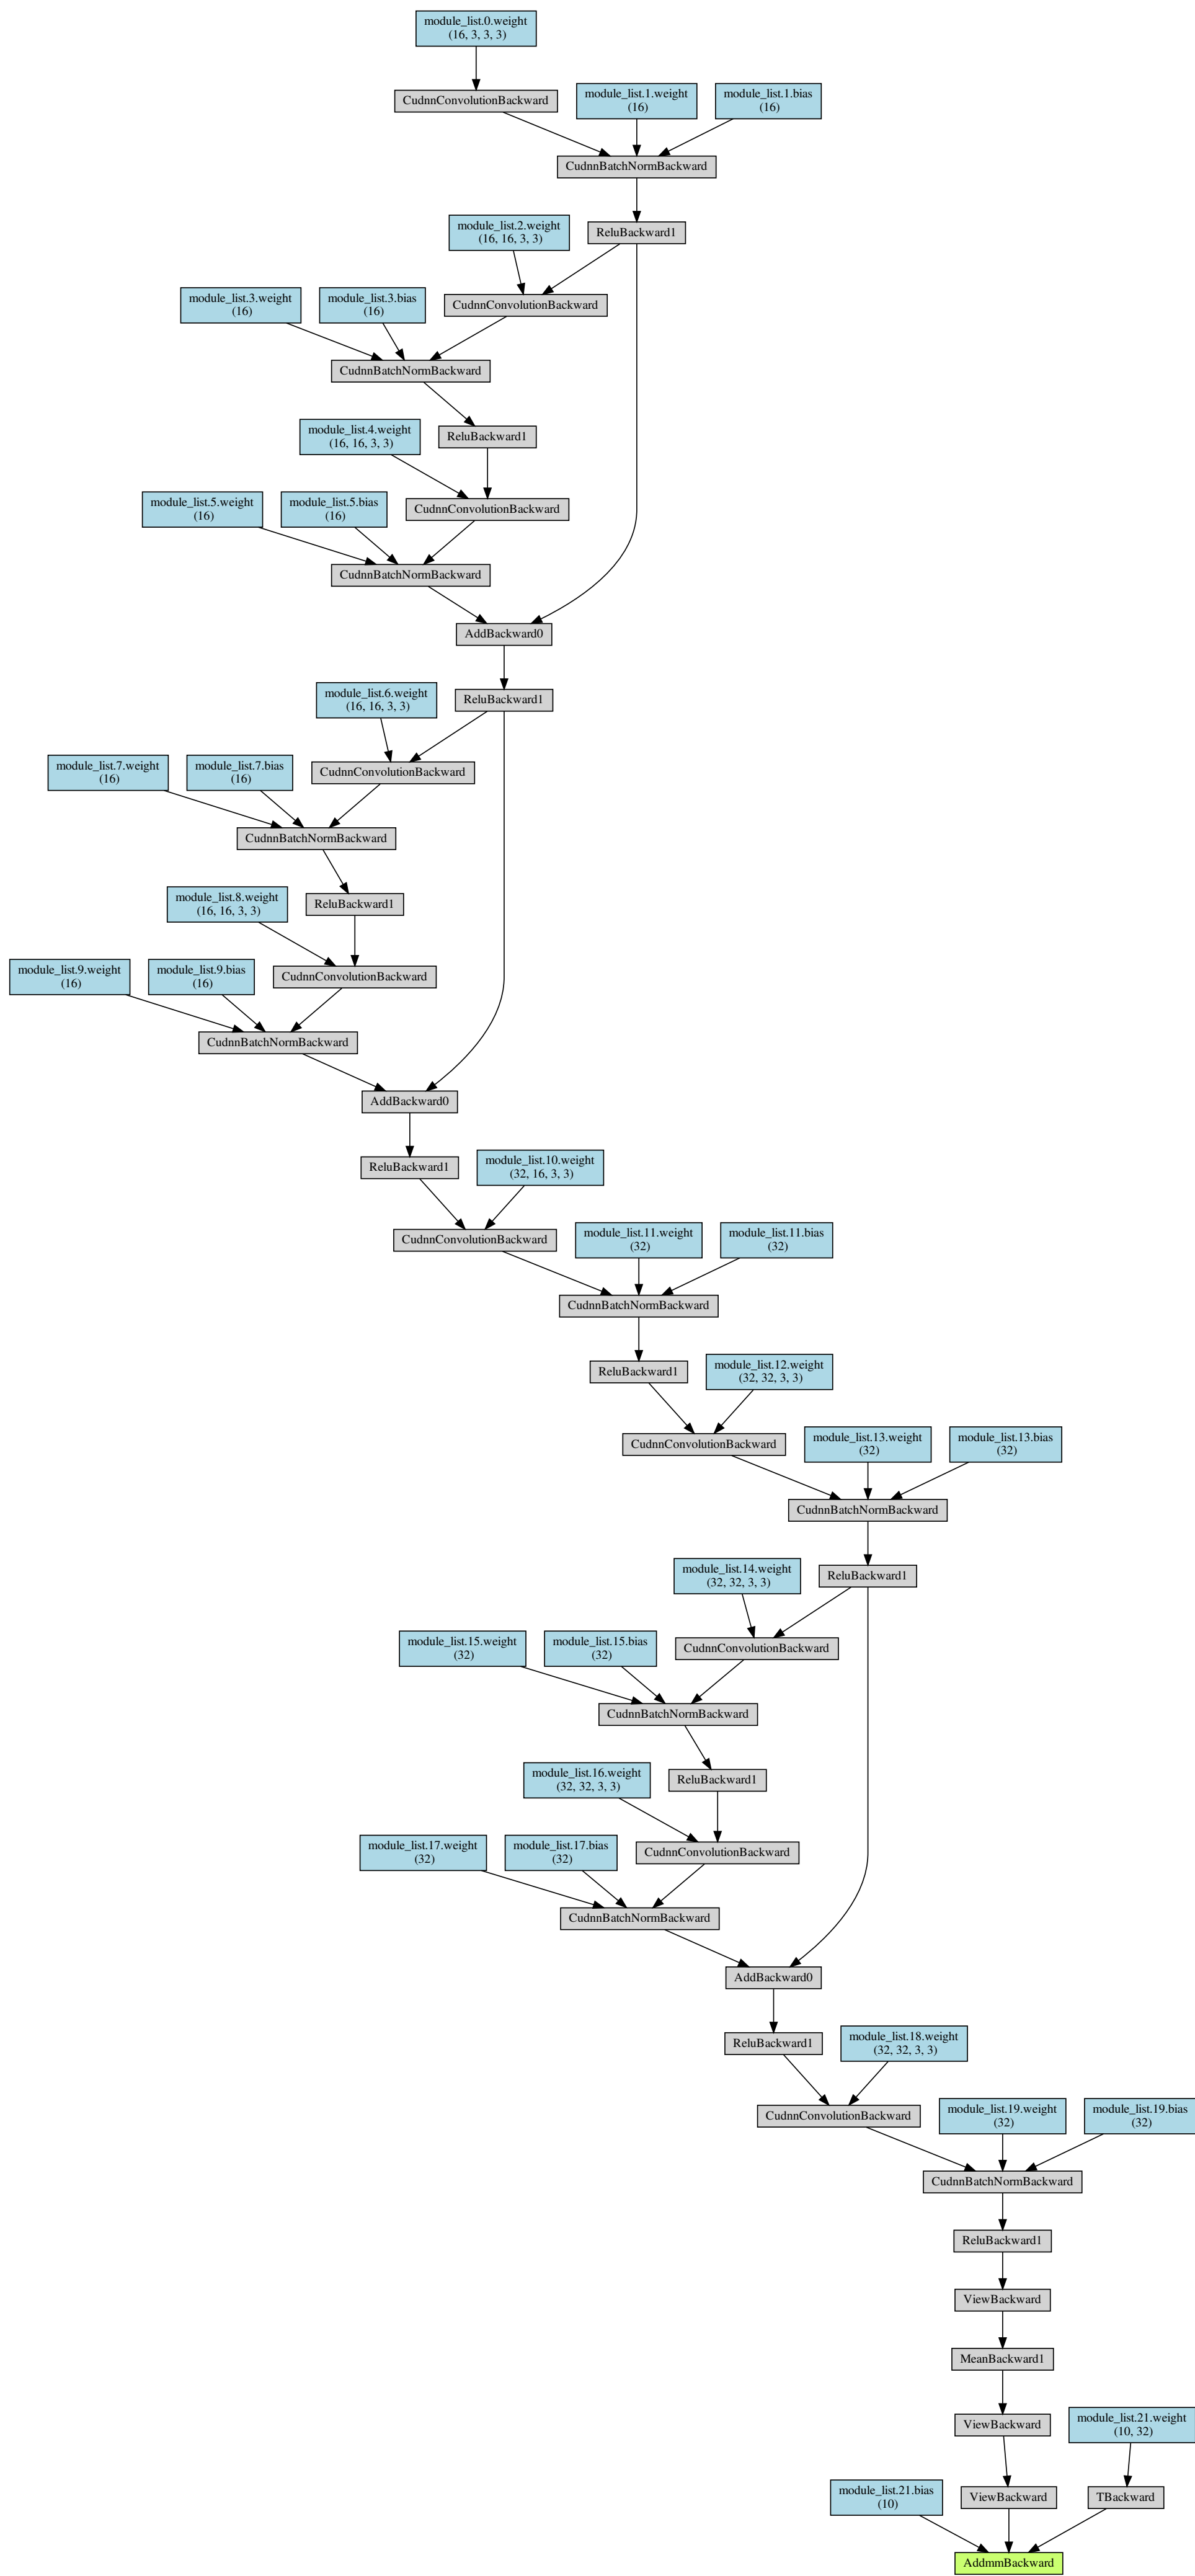 module_list.0.weight
(16, 3, 3, 3)
CudnnConvolutionBackward
module_list.1.weight
(16)
module_list.1.bias
(16)
CudnnBatchNormBackward
module_list.2.weight
(16, 16, 3, 3)
ReluBackward1
module_list.3.weight
(16)
module_list.3.bias
(16)
CudnnConvolutionBackward
CudnnBatchNormBackward
module_list.4.weight
(16, 16, 3, 3)
ReluBackward1
module_list.5.weight
(16)
module_list.5.bias
(16)
CudnnConvolutionBackward
CudnnBatchNormBackward
AddBackward0
module_list.6.weight
(16, 16, 3, 3)
ReluBackward1
module_list.7.weight
(16)
module_list.7.bias
(16)
CudnnConvolutionBackward
CudnnBatchNormBackward
module_list.8.weight
(16, 16, 3, 3)
ReluBackward1
module_list.9.weight
(16)
module_list.9.bias
(16)
CudnnConvolutionBackward
CudnnBatchNormBackward
AddBackward0
ReluBackward1
module_list.10.weight
(32, 16, 3, 3)
CudnnConvolutionBackward
module_list.11.weight
(32)
module_list.11.bias
(32)
CudnnBatchNormBackward
ReluBackward1
module_list.12.weight
(32, 32, 3, 3)
CudnnConvolutionBackward
module_list.13.weight
(32)
module_list.13.bias
(32)
CudnnBatchNormBackward
module_list.14.weight
(32, 32, 3, 3)
ReluBackward1
module_list.15.weight
(32)
module_list.15.bias
(32)
CudnnConvolutionBackward
CudnnBatchNormBackward
module_list.16.weight
(32, 32, 3, 3)
ReluBackward1
module_list.17.weight
(32)
module_list.17.bias
(32)
CudnnConvolutionBackward
CudnnBatchNormBackward
AddBackward0
ReluBackward1
module_list.18.weight
(32, 32, 3, 3)
CudnnConvolutionBackward
module_list.19.weight
(32)
module_list.19.bias
(32)
CudnnBatchNormBackward
ReluBackward1
ViewBackward
MeanBackward1
ViewBackward
module_list.21.weight
(10, 32)
module_list.21.bias
(10)
ViewBackward
TBackward
AddmmBackward